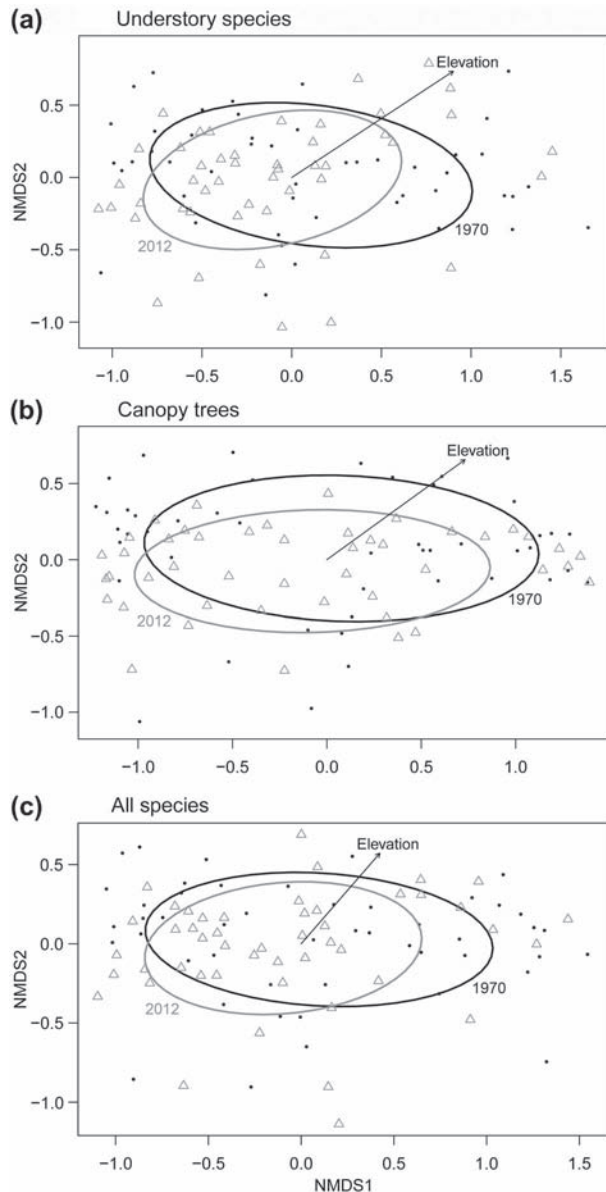 (a) Understory species
Elevation
0.5
0.0
−0.5
−1.0
NMDS2
1970
2012
−1.0 −0.5 0.0 0.5 1.0 1.5
(b) Canopy trees
Elevation
0.5
0.0
−0.5
−1.0
NMDS2
1970
2012
−1.0 −0.5 0.0 0.5 1.0
(c) All species
Elevation
0.5
0.0
−0.5
−1.0
NMDS2
1970
2012
−1.0 −0.5 0.0 0.5 1.0 1.5
NMDS1